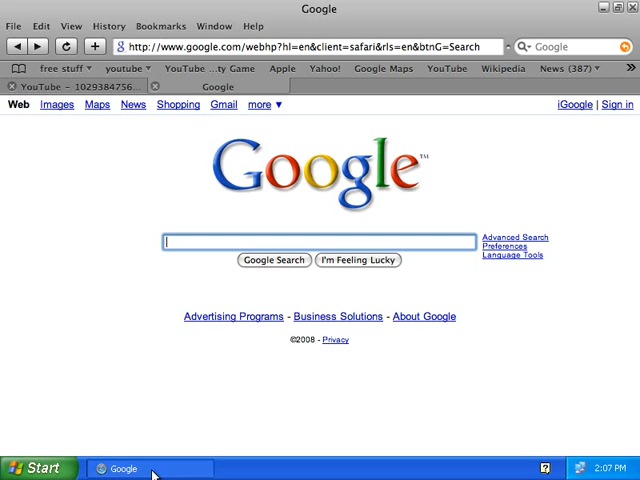 Google
File Edit View History Bookmarks Window Help
http://www.google.com/webhp?hl=en&client=safari&rls=en&btnG=Search Google
free stuff ▾ youtube ▾ YouTube ...ty Game Apple Yahoo! Google Maps YouTube Wikipedia News (387) ▾ »
YouTube – 1029384756... Google
Web Images Maps News Shopping Gmail more ▼ iGoogle | Sign in
Google™
Advanced Search
Preferences
Language Tools
Google Search I'm Feeling Lucky
Advertising Programs - Business Solutions - About Google
©2008 - Privacy
Start Google ? 2:07 PM